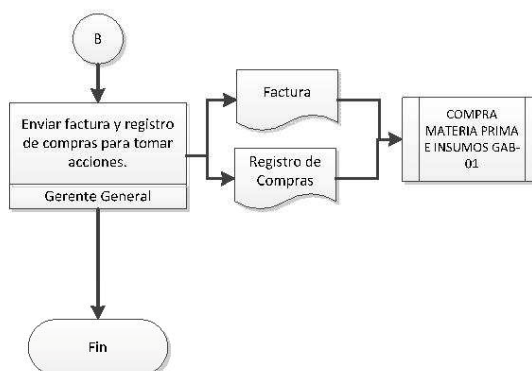 B
Enviar factura y registro
de compras para tomar
acciones.
Gerente General
Factura
Registro de
Compras
COMPRA
MATERIA PRIMA
E INSUMOS GAB-
01
Fin